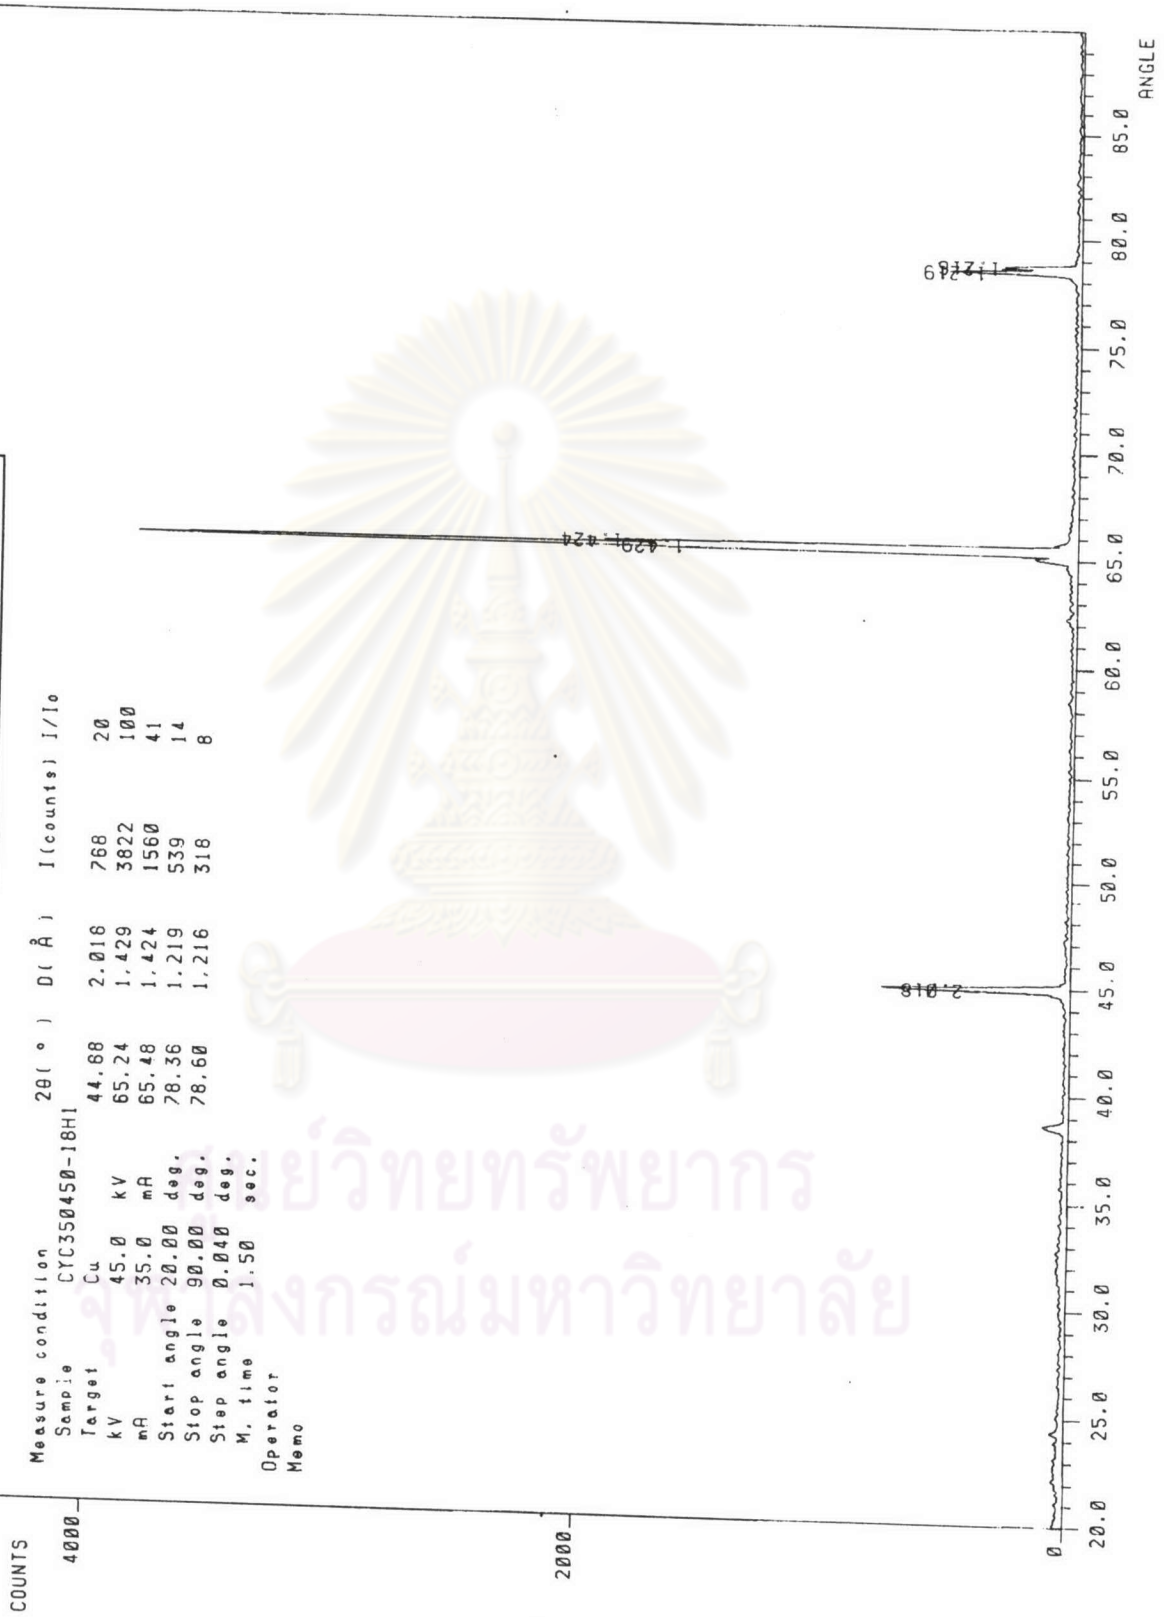 COUNTS
4000
2000
0
Measure condition
Sample CYC350450-18H1
Target Cu
kV 45.0 kV
mA 35.0 mA
Start angle 20.00 deg.
Stop angle 90.00 deg.
Step angle 0.040 deg.
M. time 1.50 sec.
Operator
Memo
2θ( ° ) D( Å ) I(counts) I/Io
44.88 2.018 768 20
65.24 1.429 3822 100
65.48 1.424 1560 41
78.36 1.219 539 14
78.60 1.216 318 8
2.018
1.429
1.424
1.219
1.216
20.0 25.0 30.0 35.0 40.0 45.0 50.0 55.0 60.0 65.0 70.0 75.0 80.0 85.0
ANGLE
ศูนย์วิทยทรัพยากร
จุฬาลงกรณ์มหาวิทยาลัย